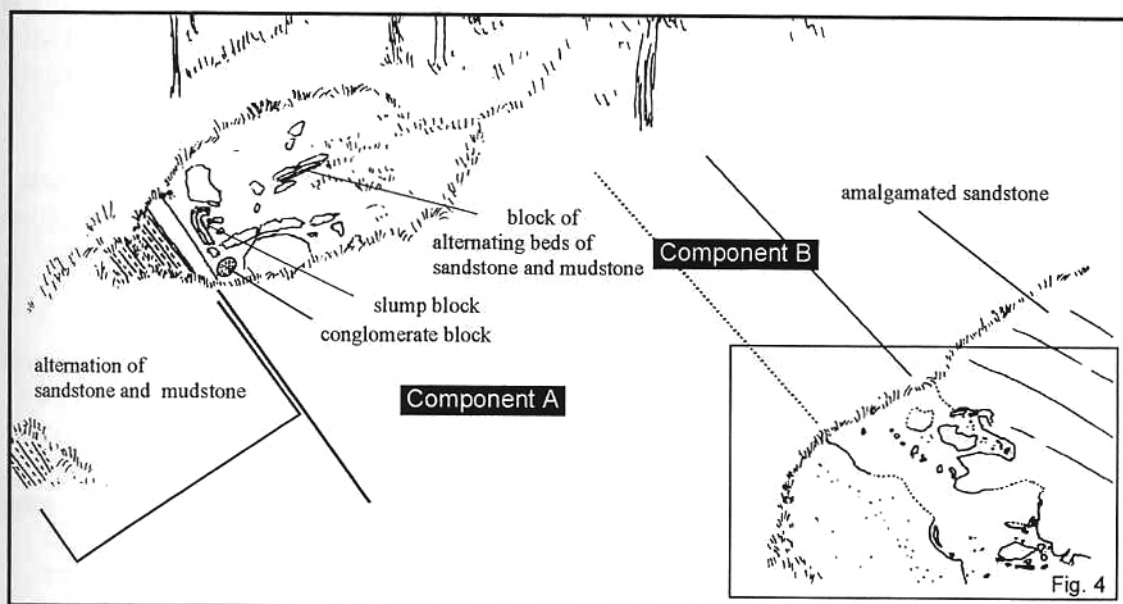 amalgamated sandstone
block of
alternating beds of
sandstone and mudstone
Component B
slump block
conglomerate block
alternation of
sandstone and mudstone
Component A
Fig. 4